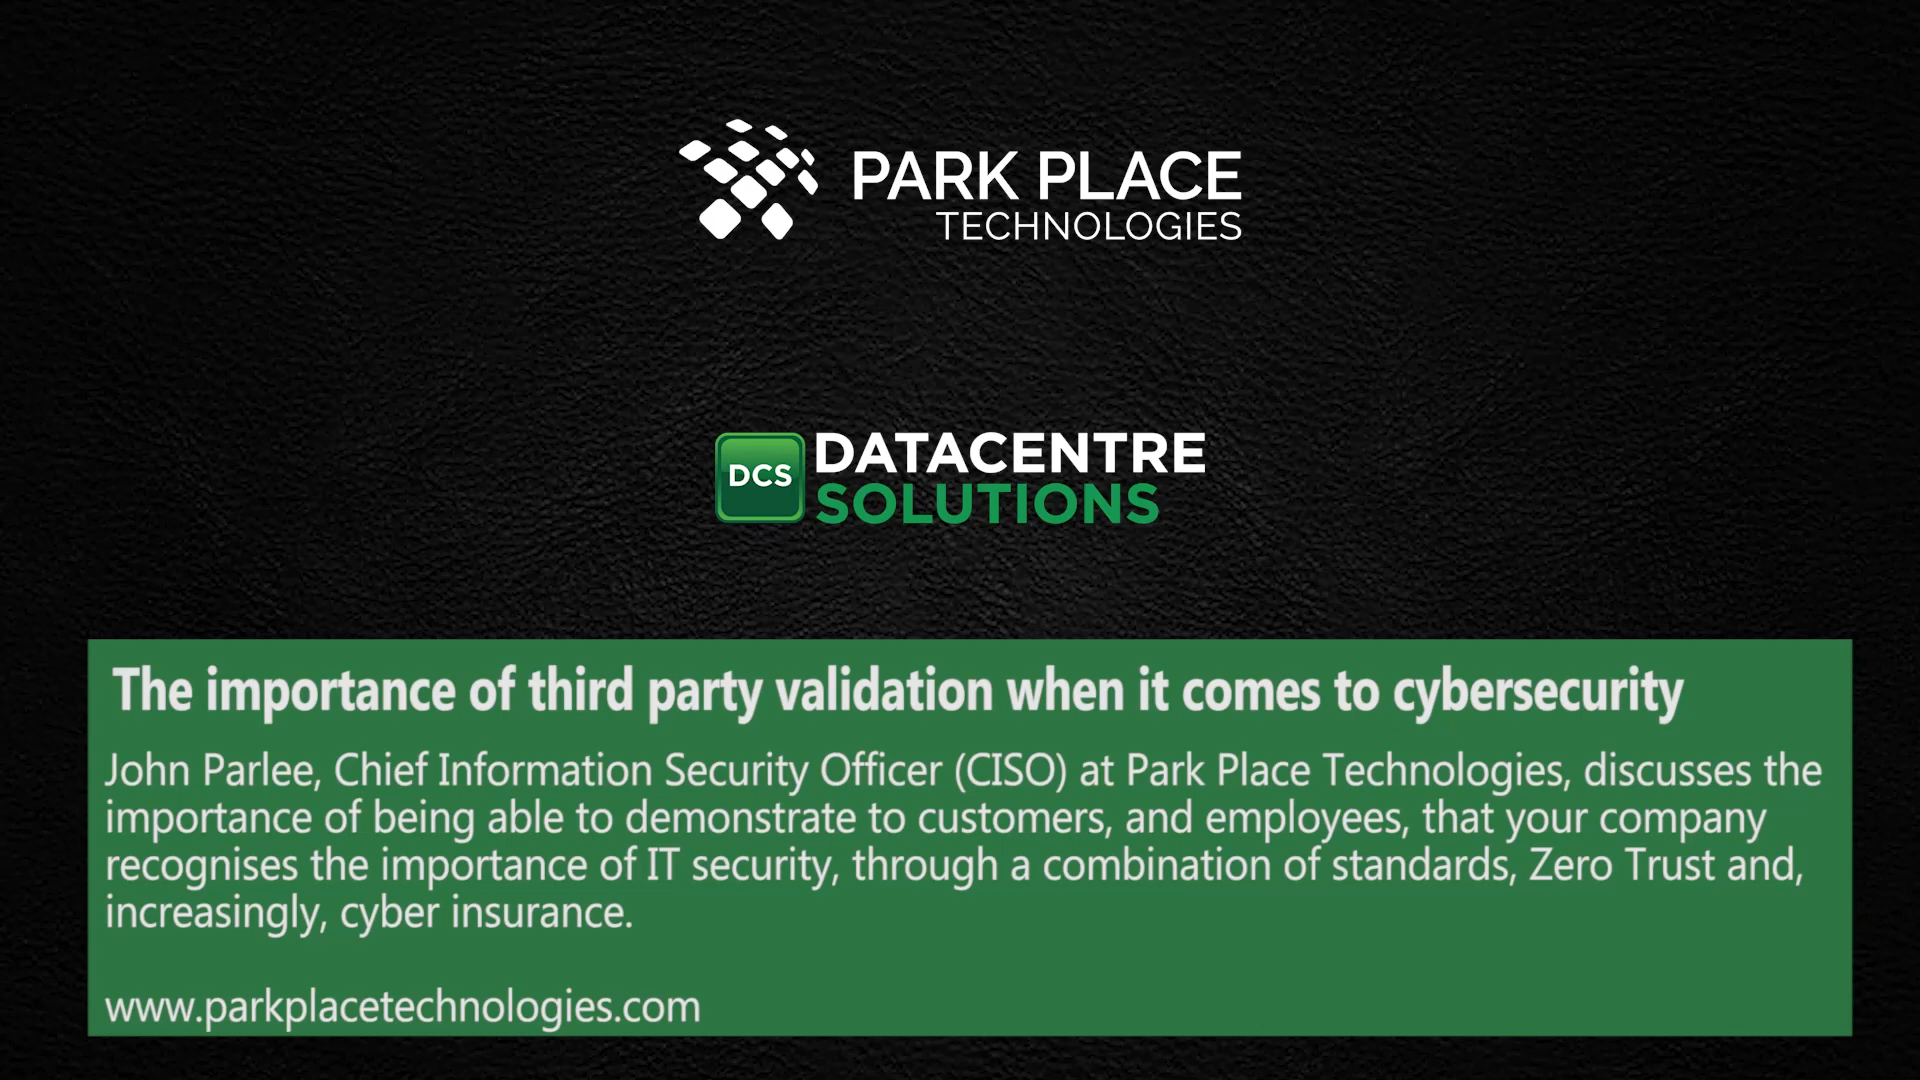 PARK PLACE
TECHNOLOGIES
DCS
DATACENTRE
SOLUTIONS
The importance of third party validation when it comes to cybersecurity
John Parlee, Chief Information Security Officer (CISO) at Park Place Technologies, discusses the
importance of being able to demonstrate to customers, and employees, that your company
recognises the importance of IT security, through a combination of standards, Zero Trust and,
increasingly, cyber insurance.
www.parkplacetechnologies.com